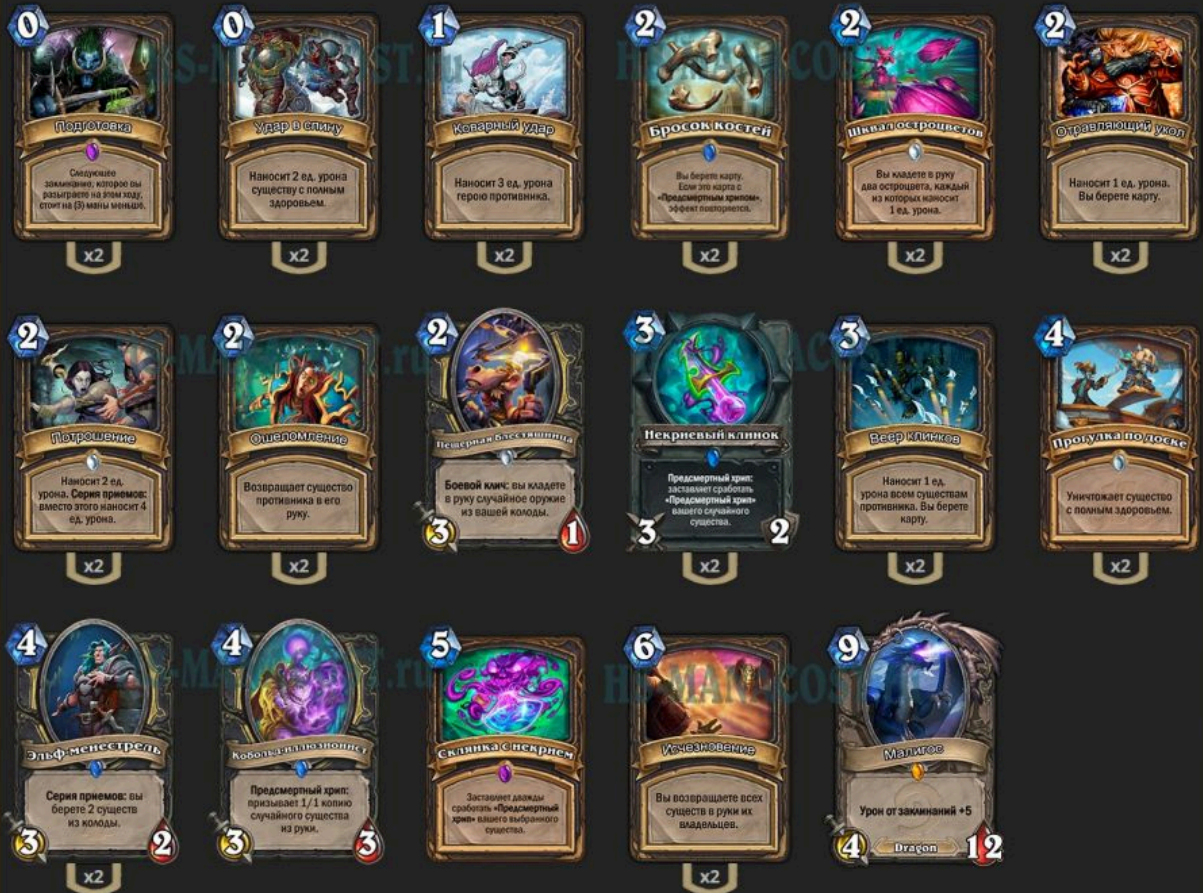 0
Подготовка
Следующее
заклинание, которое вы
разыграете на этом ходу,
стоит на (3) маны меньше.
x2
0
Удар в спину
Наносит 2 ед. урона
существу с полным
здоровьем.
x2
1
Коварный удар
Наносит 3 ед. урона
герою противника.
x2
2
Бросок костей
Вы берете карту.
Если это карта с
«Предсмертным хрипом»,
эффект повторяется.
x2
2
Шквал остроцветов
Вы кладете в руку
два остроцвета, каждый
из которых наносит
1 ед. урона.
x2
2
Отравляющий укол
Наносит 1 ед. урона.
Вы берете карту.
x2
2
Потрошение
Наносит 2 ед.
урона. Серия приемов:
вместо этого наносит 4
ед. урона.
x2
2
Ошеломление
Возвращает существо
противника в его
руку.
x2
2
Пещерная блестяшница
Боевой клич: вы кладете
в руку случайное оружие
из вашей колоды.
3
1
3
Некриевый клинок
Предсмертный хрип:
заставляет сработать
«Предсмертный хрип»
вашего случайного
существа.
3
2
x2
3
Веер клинков
Наносит 1 ед.
урона всем существам
противника. Вы берете
карту.
x2
4
Прогулка по доске
Уничтожает существо
с полным здоровьем.
x2
4
Эльф-менестрель
Серия приемов: вы
берете 2 существ
из колоды.
3
2
x2
4
Кобольд-иллюзионист
Предсмертный хрип:
призывает 1/1 копию
случайного существа
из руки.
3
3
5
Склянка с некрием
Заставляет дважды
сработать «Предсмертный
хрип» вашего выбранного
существа.
6
Исчезновение
Вы возвращаете всех
существ в руки их
владельцев.
x2
9
Малигос
Урон от заклинаний +5
4
Dragon
12